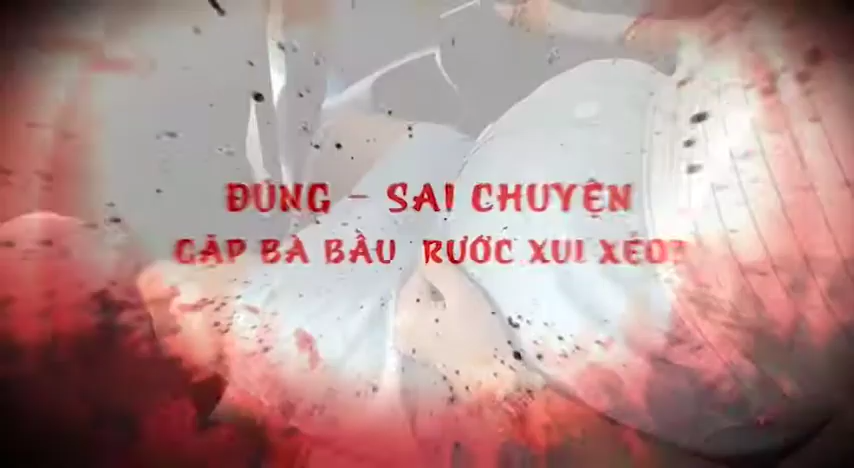 ĐÚNG - SAI CHUYỆN
GẶP BÀ BẦU RƯỚC XUI XẺO?